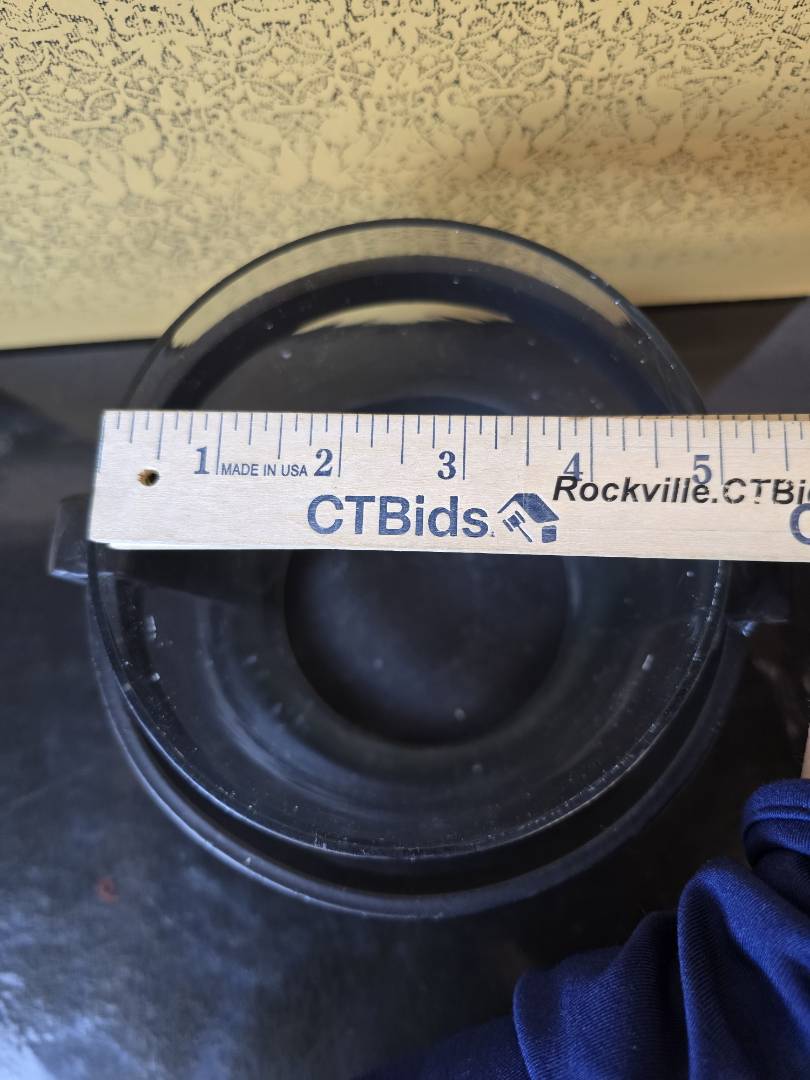 1 MADE IN USA 2 3 4 5
CTBids. Rockville.CTBi